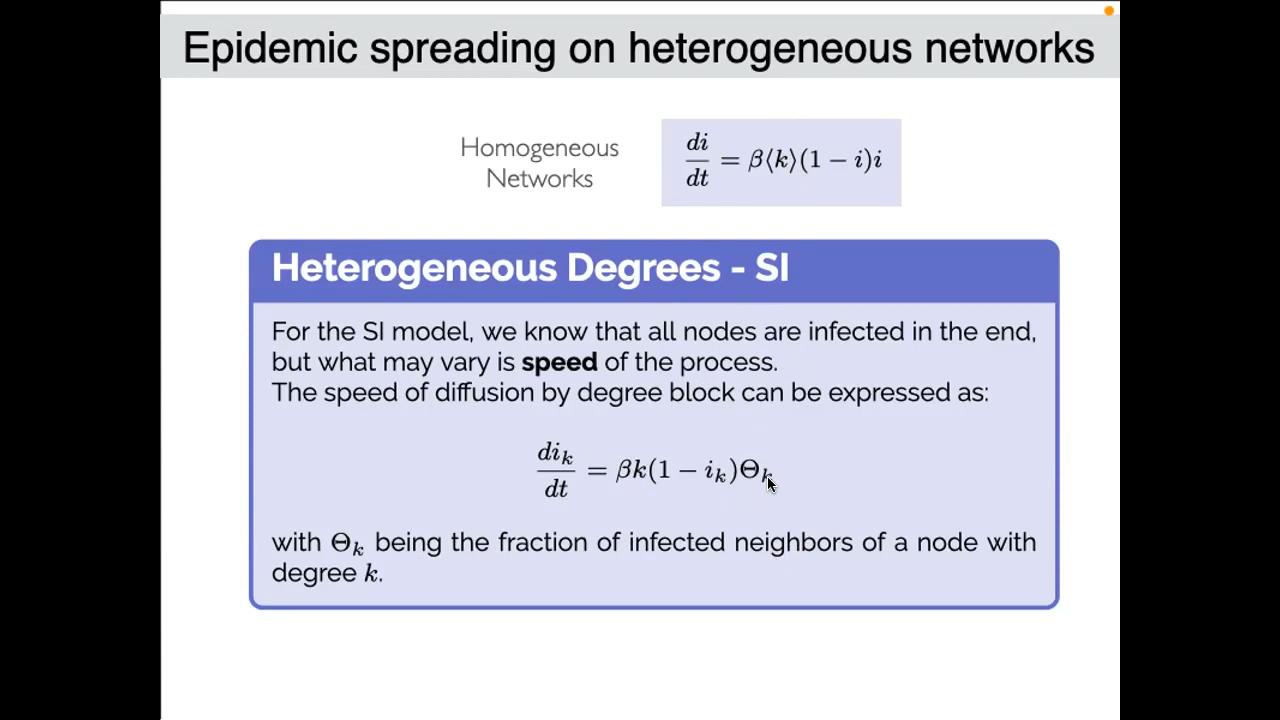 Epidemic spreading on heterogeneous networks
Homogeneous
Networks
di/dt = β⟨k⟩(1 − i)i
Heterogeneous Degrees - SI
For the SI model, we know that all nodes are infected in the end,
but what may vary is speed of the process.
The speed of diffusion by degree block can be expressed as:
di_k/dt = βk(1 − i_k)Θ_k
with Θ_k being the fraction of infected neighbors of a node with
degree k.